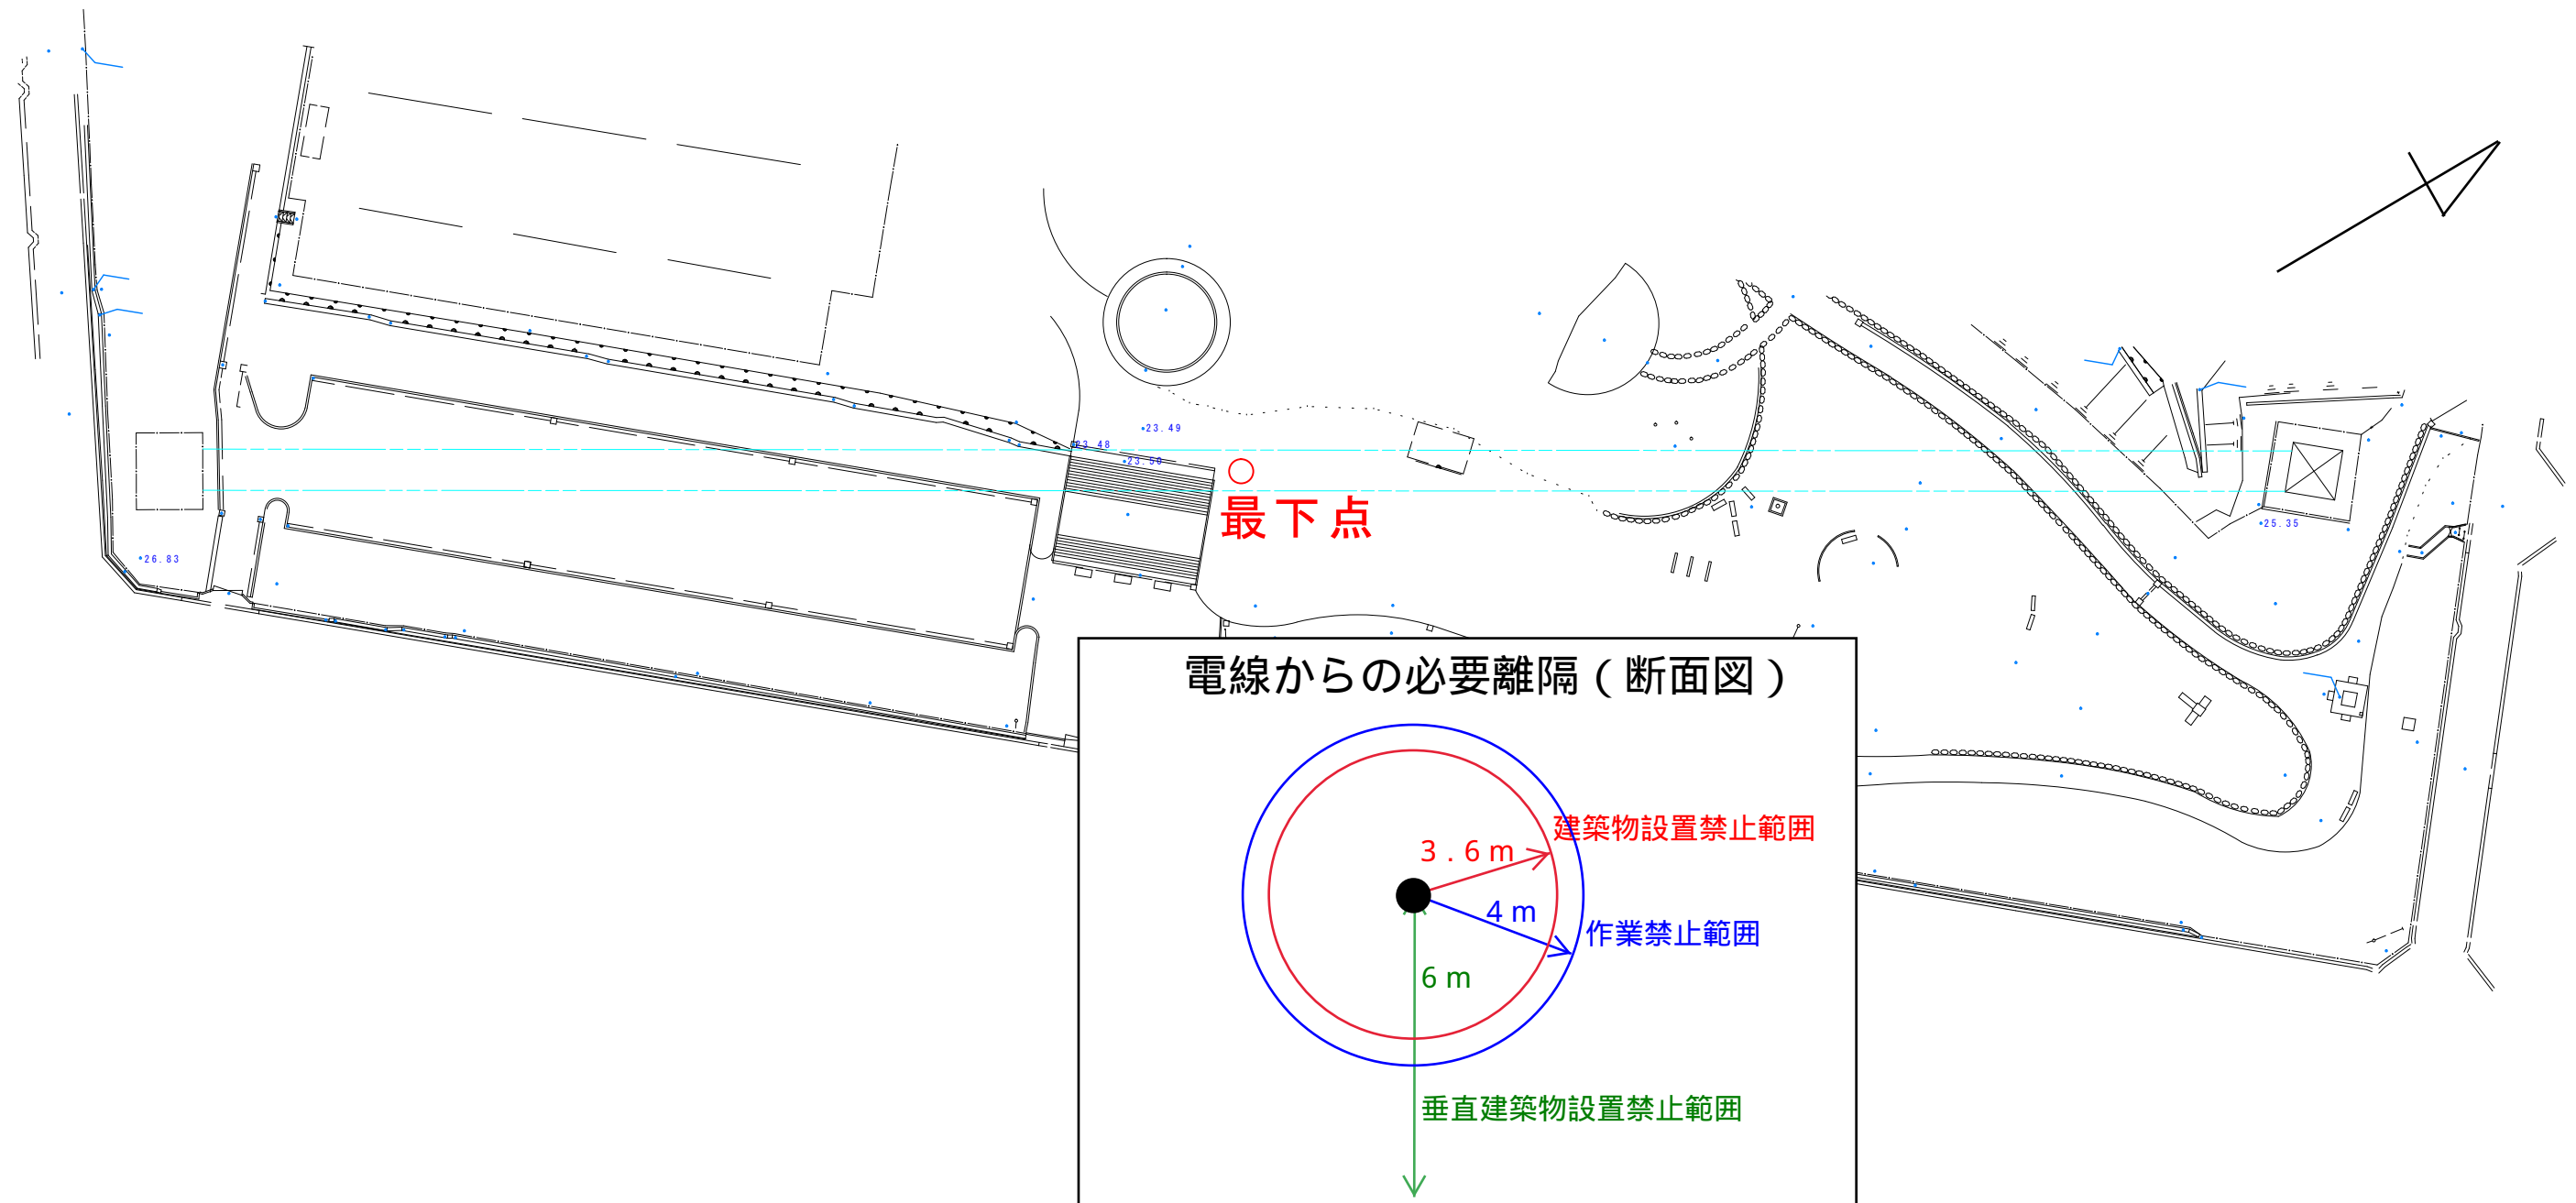 23.49
23.48
23.50
最下点
25.35
26.83
電線からの必要離隔（断面図）
建築物設置禁止範囲
3.6m
4m
作業禁止範囲
6m
垂直建築物設置禁止範囲